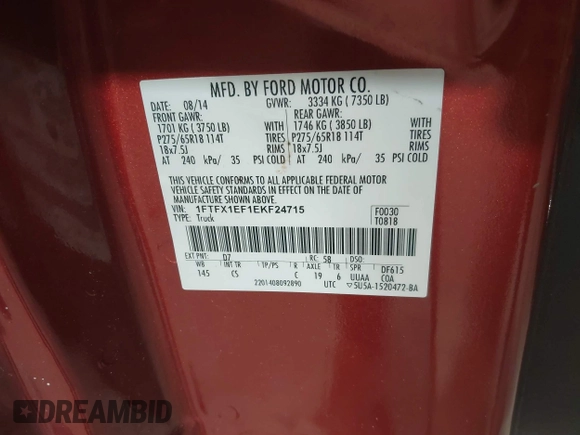 MFD. BY FORD MOTOR CO.
DATE: 08/14 GVWR: 3334 KG ( 7350 LB)
FRONT GAWR: REAR GAWR:
1701 KG ( 3750 LB) WITH 1746 KG ( 3850 LB) WITH
P275/65R18 114T TIRES P275/65R18 114T TIRES
18x7.5J RIMS 18x7.5J RIMS
AT 240 kPa/ 35 PSI COLD AT 240 kPa/ 35 PSI COLD
THIS VEHICLE CONFORMS TO ALL APPLICABLE FEDERAL MOTOR
VEHICLE SAFETY STANDARDS IN EFFECT ON THE DATE OF
MANUFACTURE SHOWN ABOVE.
VIN: 1FTFX1EF1EKF24715 F0030
TYPE: Truck T0818
EXT PNT: D7 RC: 58 DSO:
WB INT TR TP/PS R AXLE TR SPR DF615
145 CS C 19 6 UUAA COA
2201408092890 UTC ▽5U5A-1520472-BA
DREAMBID